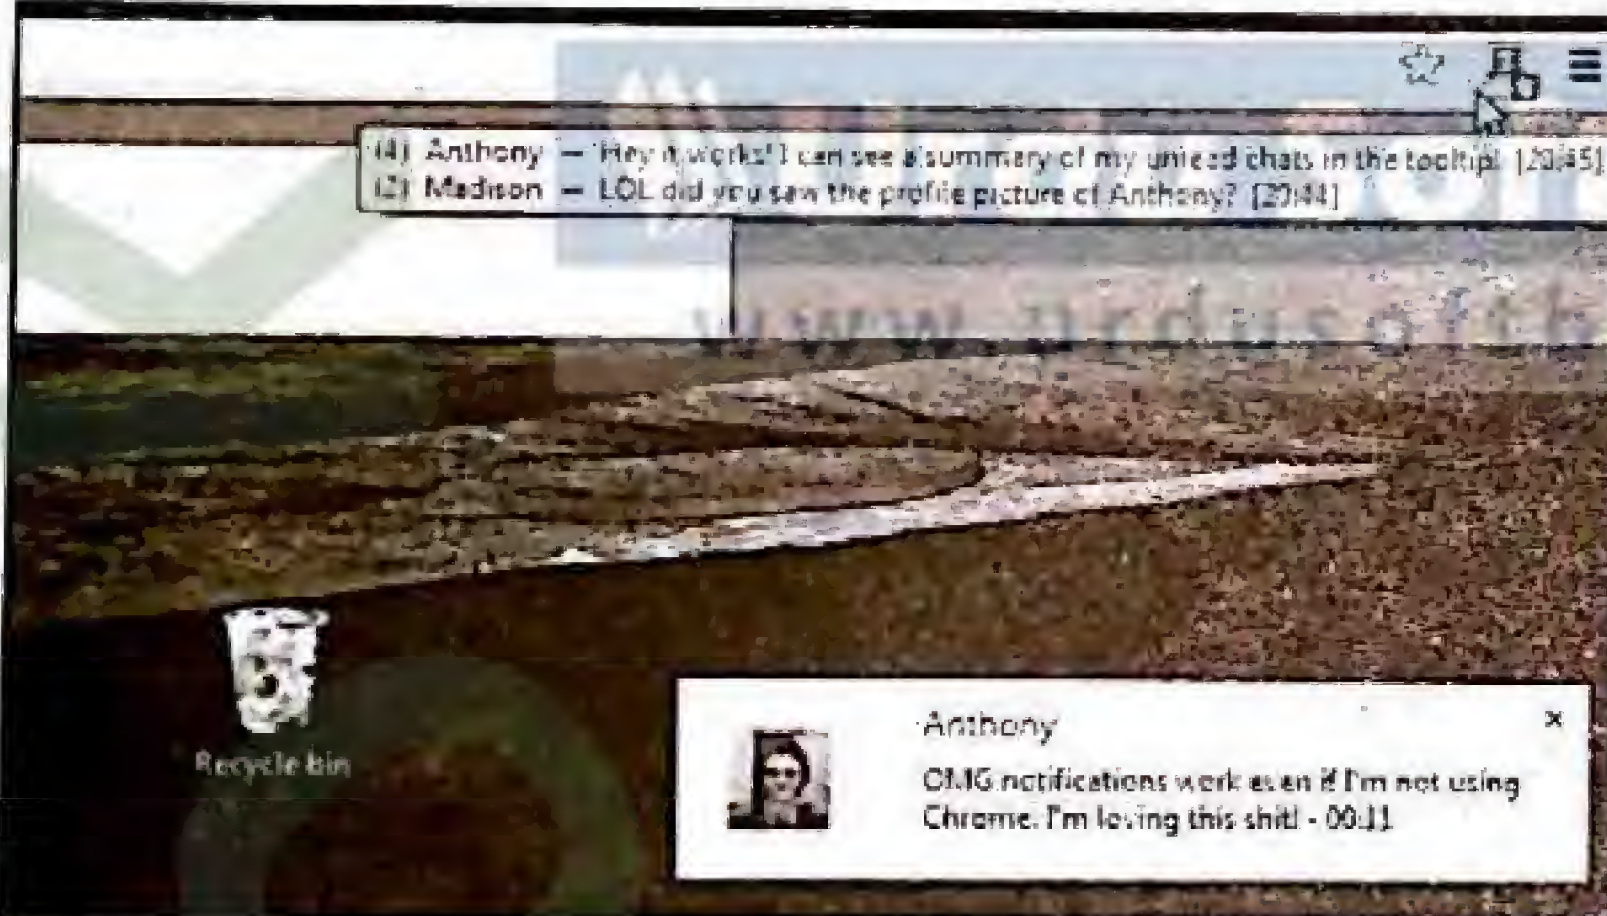 (4) Anthony — Hey it works! I can see a summary of my unread chats in the tooltip! [20:45]
(2) Madison — LOL did you saw the profile picture of Anthony? [20:44]
Recycle bin
Anthony ×
OMG notifications work even if I'm not using
Chrome. I'm loving this shit! - 00:11